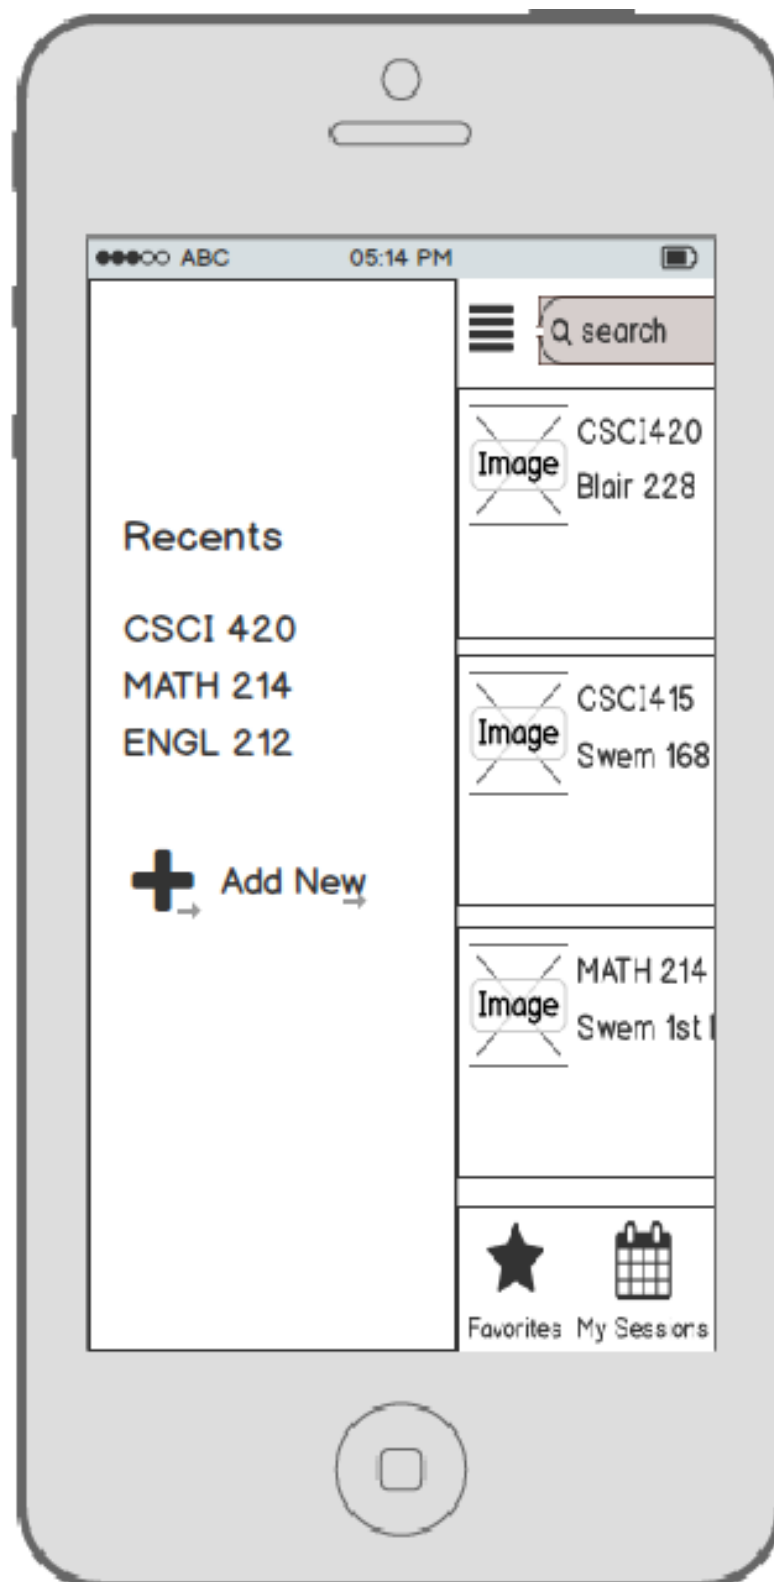 ABC 05:14 PM
Recents
CSCI 420
MATH 214
ENGL 212
Add New
search
Image
CSCI420
Blair 228
Image
CSCI415
Swem 168
Image
MATH 214
Swem 1st
Favorites
My Sessions